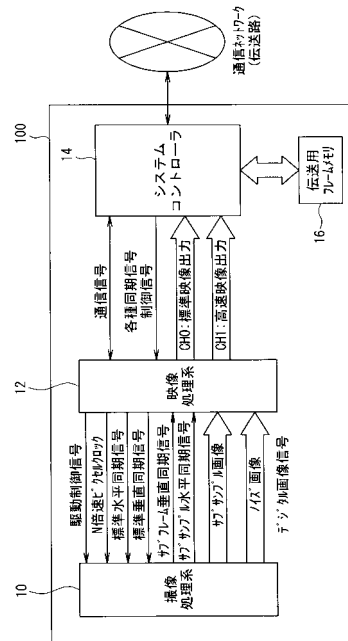 100
10
撮像
処理系
駆動制御信号
N倍速ピクセルクロック
標準水平同期信号
標準垂直同期信号
サブフレーム垂直同期信号
サブサンプル水平同期信号
サブサンプル画像
ノイズ画像
デジタル画像信号
12
映像
処理系
通信信号
各種同期信号
制御信号
CH0:標準映像出力
CH1:高速映像出力
14
システム
コントローラ
16
伝送用
フレームメモリ
通信ネットワーク
(伝送路)